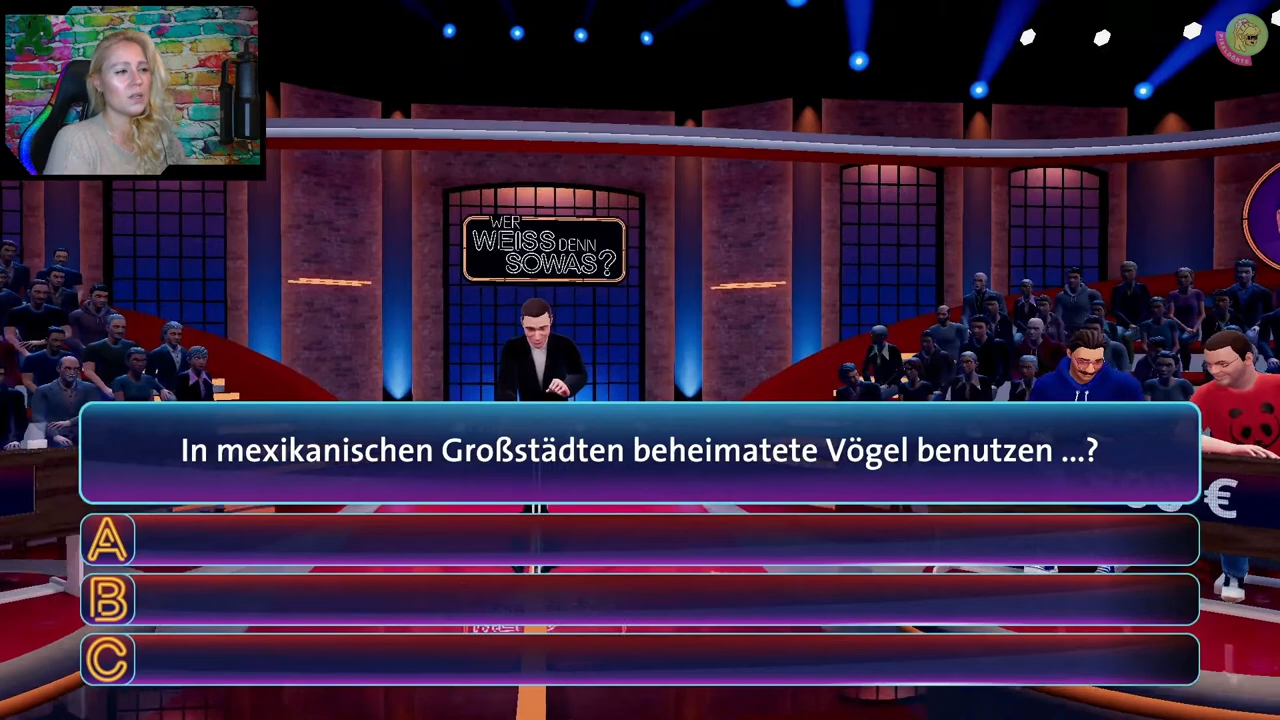 WER
WEISS DENN
SOWAS?
In mexikanischen Großstädten beheimatete Vögel benutzen ...?
€
A
B
C